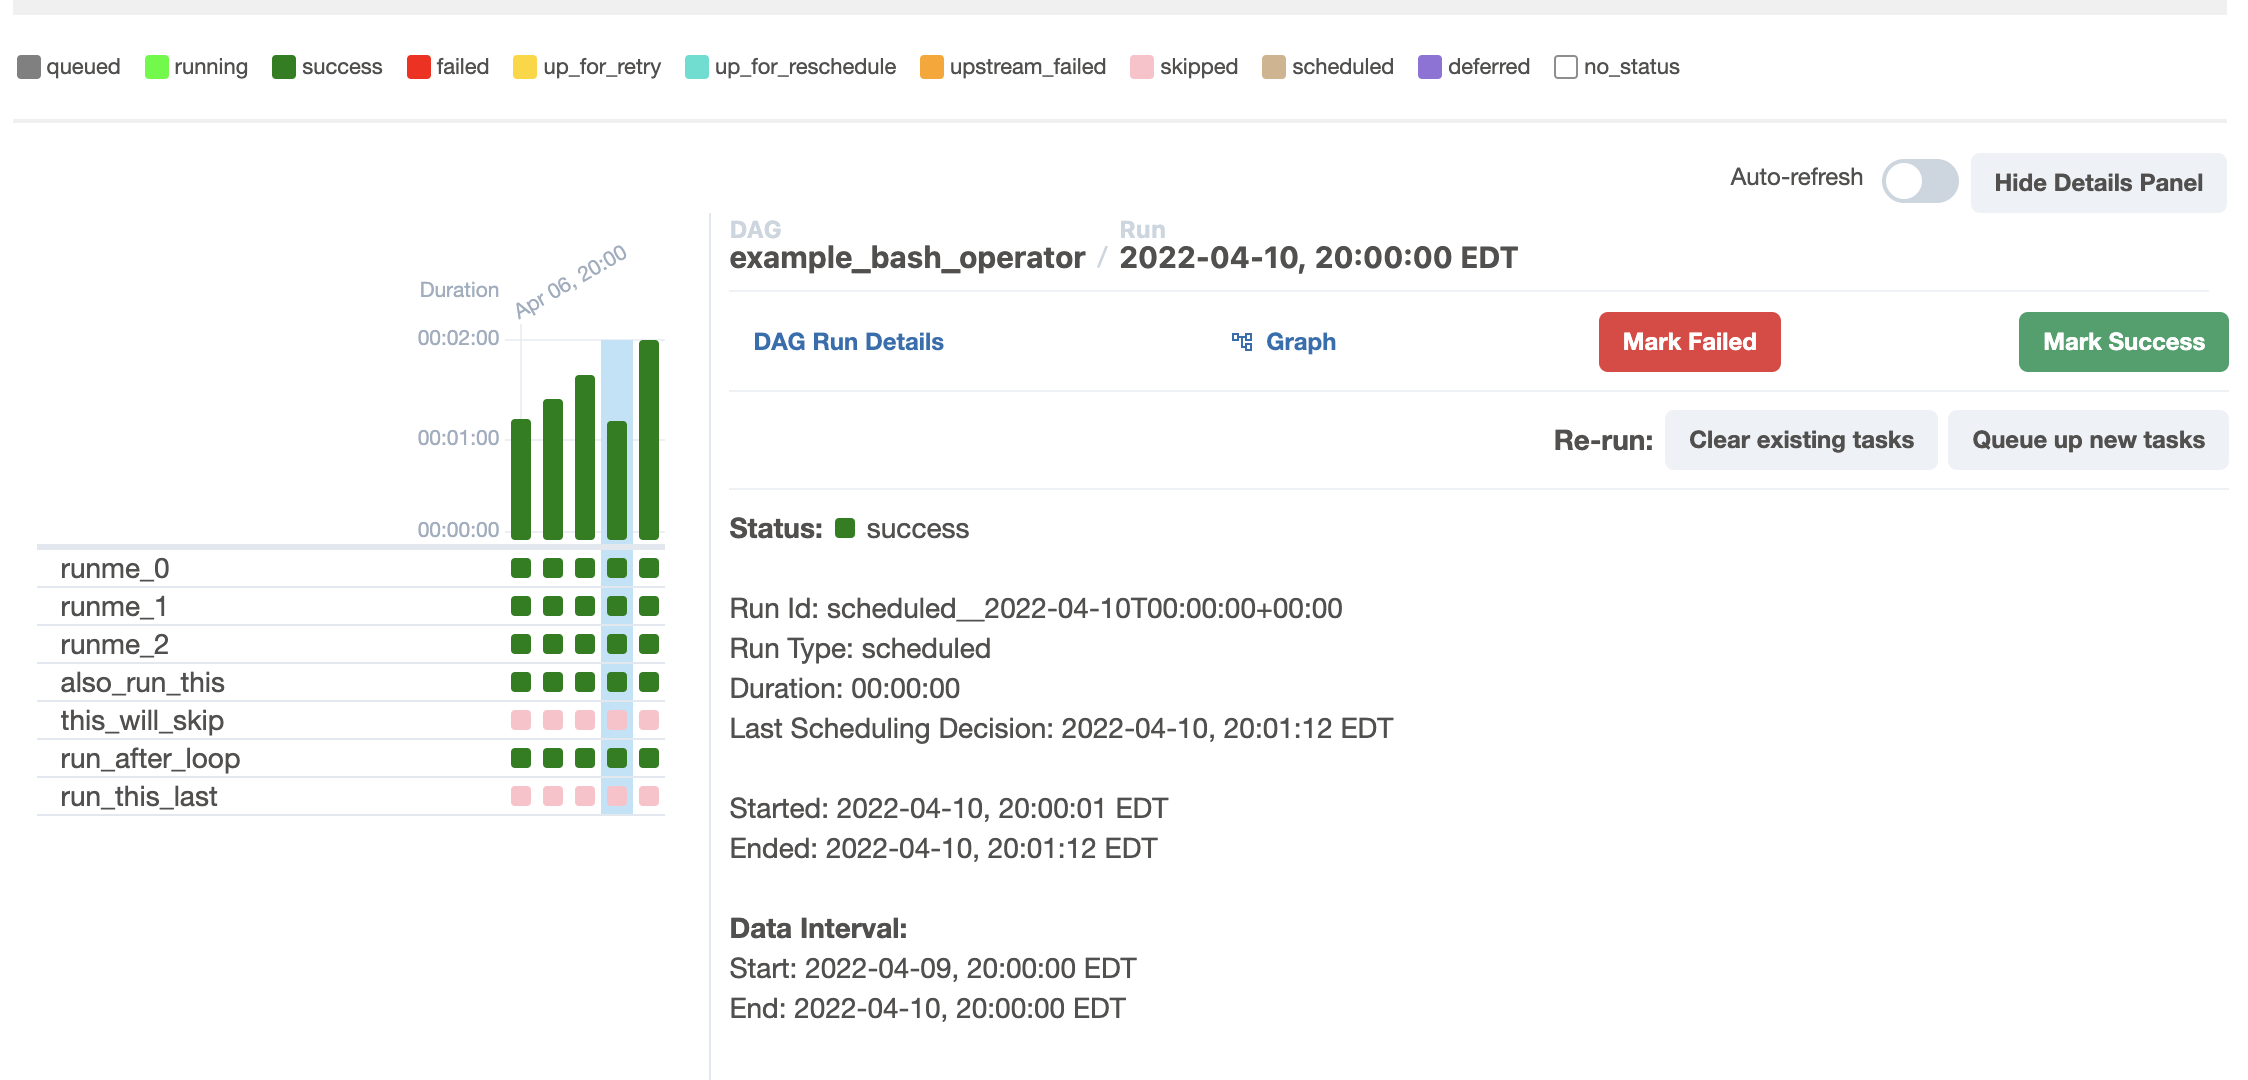 queued running success failed up_for_retry up_for_reschedule upstream_failed skipped scheduled deferred no_status
Auto-refresh Hide Details Panel
Duration
Apr 06, 20:00
00:02:00
00:01:00
00:00:00
runme_0
runme_1
runme_2
also_run_this
this_will_skip
run_after_loop
run_this_last
DAG Run
example_bash_operator / 2022-04-10, 20:00:00 EDT
DAG Run Details Graph Mark Failed Mark Success
Re-run: Clear existing tasks Queue up new tasks
Status: success
Run Id: scheduled__2022-04-10T00:00:00+00:00
Run Type: scheduled
Duration: 00:00:00
Last Scheduling Decision: 2022-04-10, 20:01:12 EDT
Started: 2022-04-10, 20:00:01 EDT
Ended: 2022-04-10, 20:01:12 EDT
Data Interval:
Start: 2022-04-09, 20:00:00 EDT
End: 2022-04-10, 20:00:00 EDT